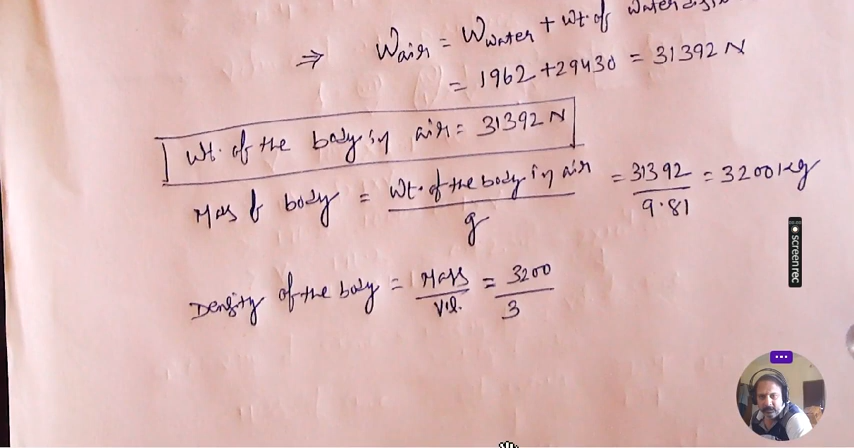 ⇒ Wair = Wwater + wt. of water
= 1962 + 29430 = 31392 N
Wt. of the body in air = 31392 N
Mass of body = Wt. of the body in air / g = 31392 / 9.81 = 3200 kg
Density of the body = Mass / Vol. = 3200 / 3
screenrec